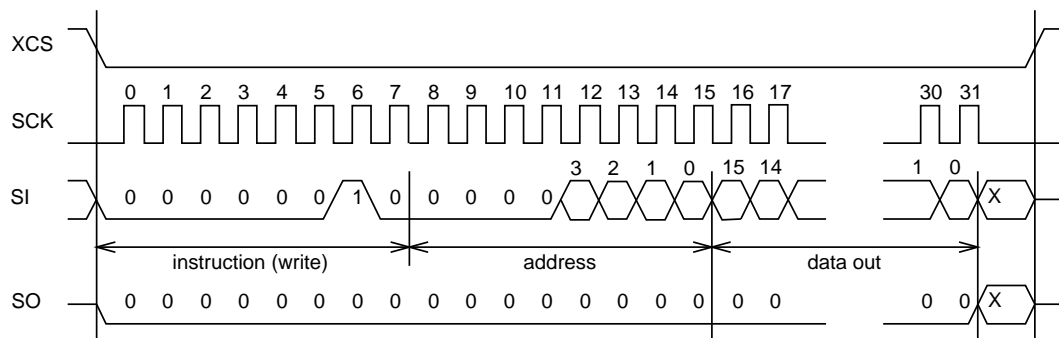 XCS
0 1 2 3 4 5 6 7 8 9 10 11 12 13 14 15 16 17 30 31
SCK
3 2 1 0 15 14 1 0
SI 0 0 0 0 0 0 1 0 0 0 0 0 X
instruction (write) address data out
SO 0 0 0 0 0 0 0 0 0 0 0 0 0 0 0 0 0 0 0 0 X